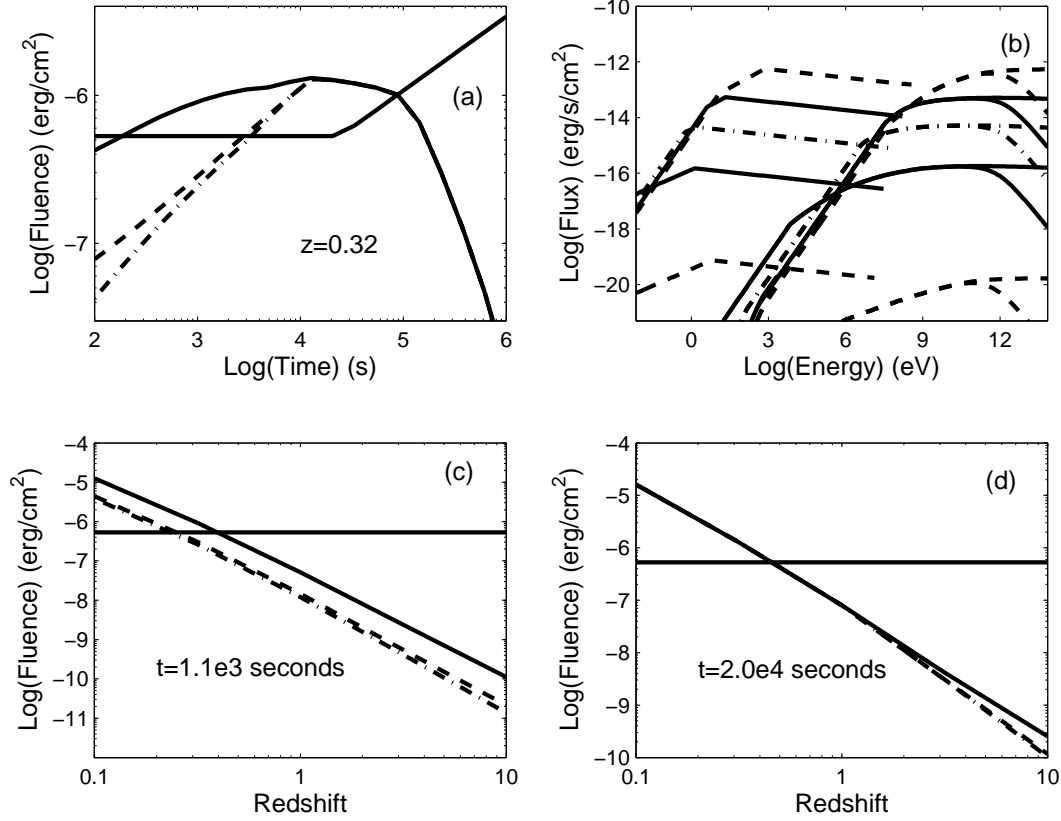 Log(Fluence) (erg/cm²)
−6
−7
(a)
z=0.32
2 3 4 5 6
Log(Time) (s)
Log(Flux) (erg/s/cm²)
−10
−12
−14
−16
−18
−20
(b)
0 3 6 9 12
Log(Energy) (eV)
Log(Fluence) (erg/cm²)
−4
−5
−6
−7
−8
−9
−10
−11
(c)
t=1.1e3 seconds
0.1 1 10
Redshift
Log(Fluence) (erg/cm²)
−4
−5
−6
−7
−8
−9
−10
(d)
t=2.0e4 seconds
0.1 1 10
Redshift